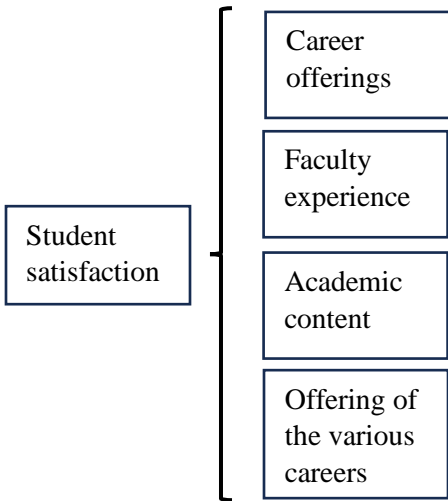 Career
offerings
Faculty
experience
Student
satisfaction
Academic
content
Offering of
the various
careers